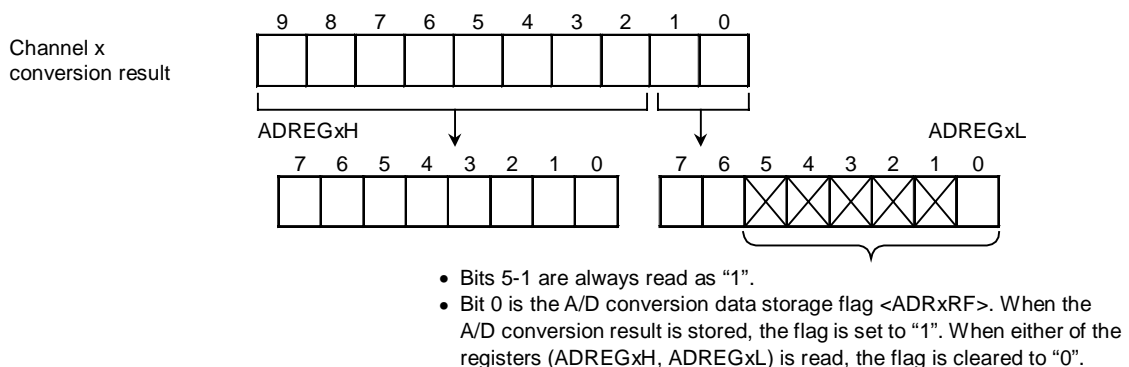 9 8 7 6 5 4 3 2 1 0
Channel x
conversion result
ADREGxH ADREGxL
7 6 5 4 3 2 1 0 7 6 5 4 3 2 1 0
• Bits 5-1 are always read as “1”.
• Bit 0 is the A/D conversion data storage flag <ADRxRF>. When the
A/D conversion result is stored, the flag is set to “1”. When either of the
registers (ADREGxH, ADREGxL) is read, the flag is cleared to “0”.